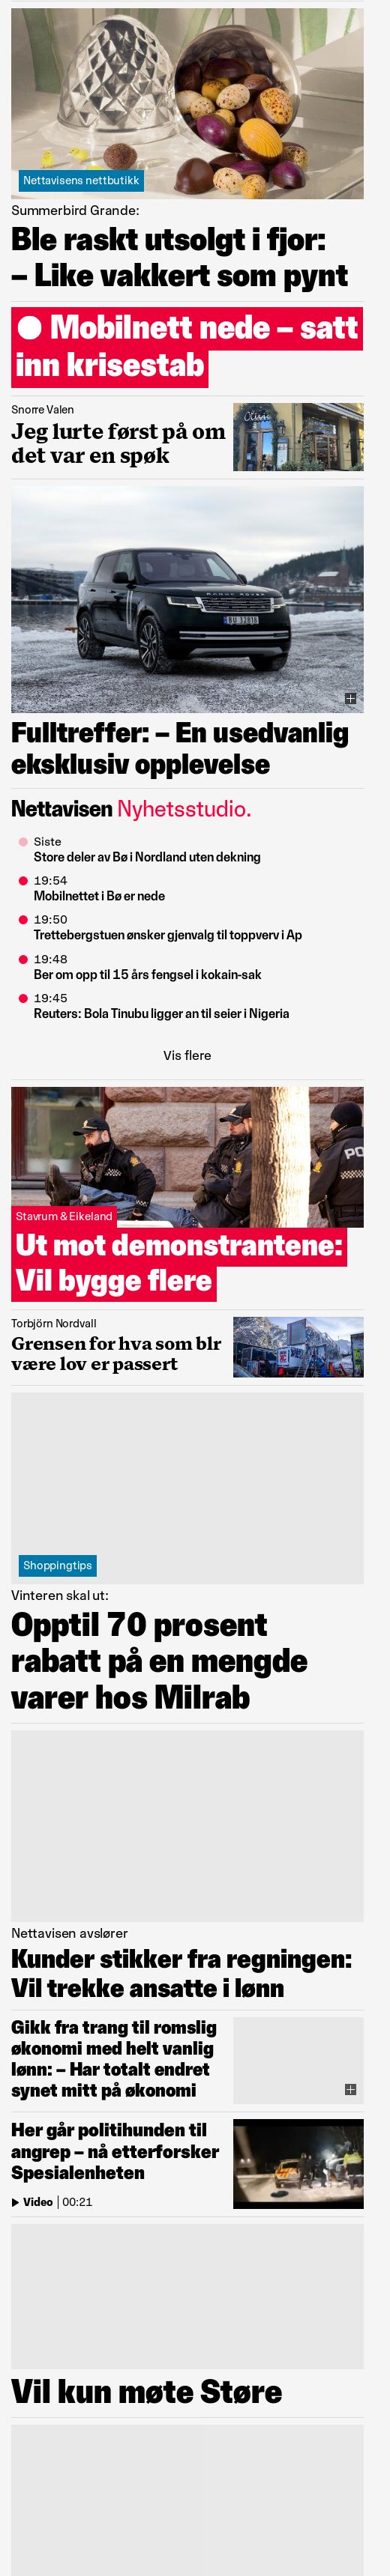 Nettavisens nettbutikk
Summerbird Grande:
Ble raskt utsolgt i fjor:
– Like vakkert som pynt
Mobilnett nede – satt
inn krisestab
Snorre Valen
Jeg lurte først på om
det var en spøk
RANGE ROVER
Fulltreffer: – En usedvanlig
eksklusiv opplevelse
Nettavisen Nyhetsstudio.
Siste
Store deler av Bø i Nordland uten dekning
19:54
Mobilnettet i Bø er nede
19:50
Trettebergstuen ønsker gjenvalg til toppverv i Ap
19:48
Ber om opp til 15 års fengsel i kokain-sak
19:45
Reuters: Bola Tinubu ligger an til seier i Nigeria
Vis flere
PO
Stavrum & Eikeland
Ut mot demonstrantene:
Vil bygge flere
Torbjörn Nordvall
Grensen for hva som blr
være lov er passert
Shoppingtips
Vinteren skal ut:
Opptil 70 prosent
rabatt på en mengde
varer hos Milrab
Nettavisen avslører
Kunder stikker fra regningen:
Vil trekke ansatte i lønn
Gikk fra trang til romslig
økonomi med helt vanlig
lønn: – Har totalt endret
synet mitt på økonomi
Her går politihunden til
angrep – nå etterforsker
Spesialenheten
Video | 00:21
Vil kun møte Støre